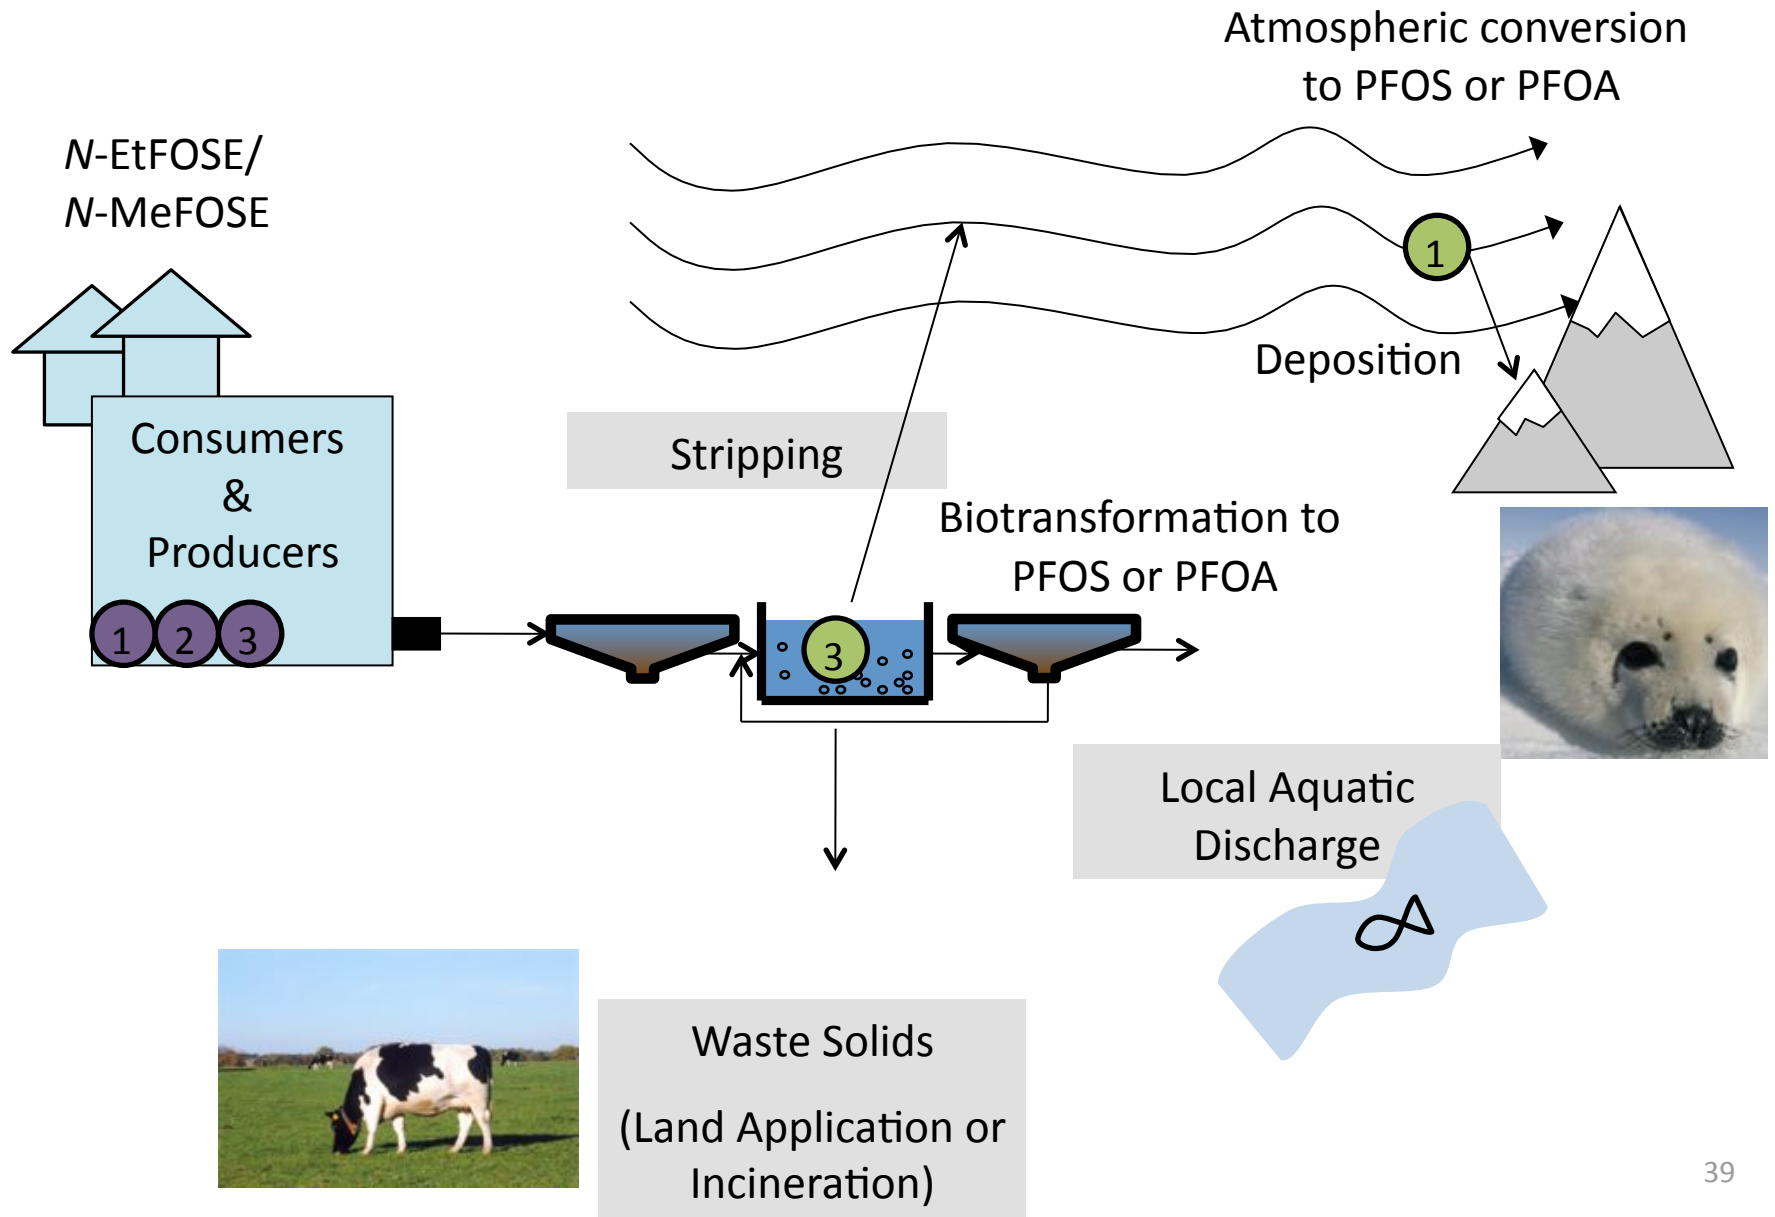 Atmospheric conversion
to PFOS or PFOA
N-EtFOSE/
N-MeFOSE
1
Deposition
Consumers
&
Producers
Stripping
Biotransformation to
PFOS or PFOA
1 2 3
3
Local Aquatic
Discharge
Waste Solids
(Land Application or
Incineration)
39